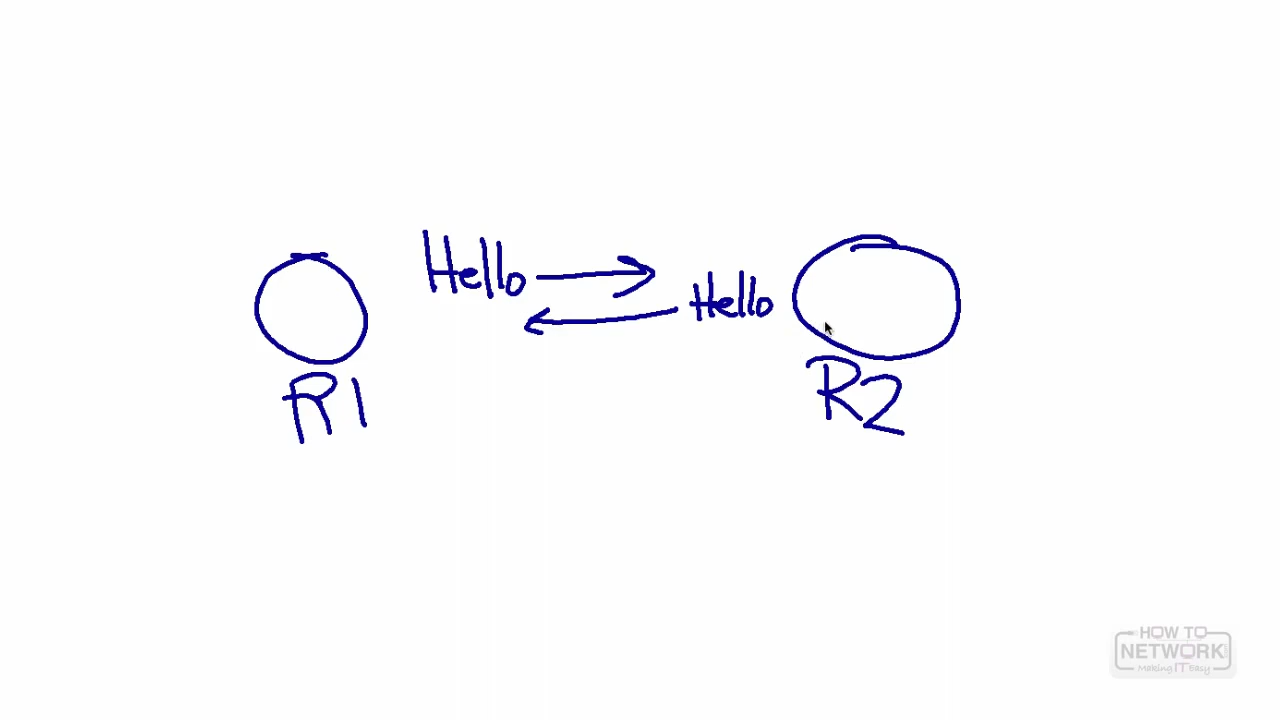 Hello
Hello
R1
R2
HOW TO
NETWORK
Making IT Easy